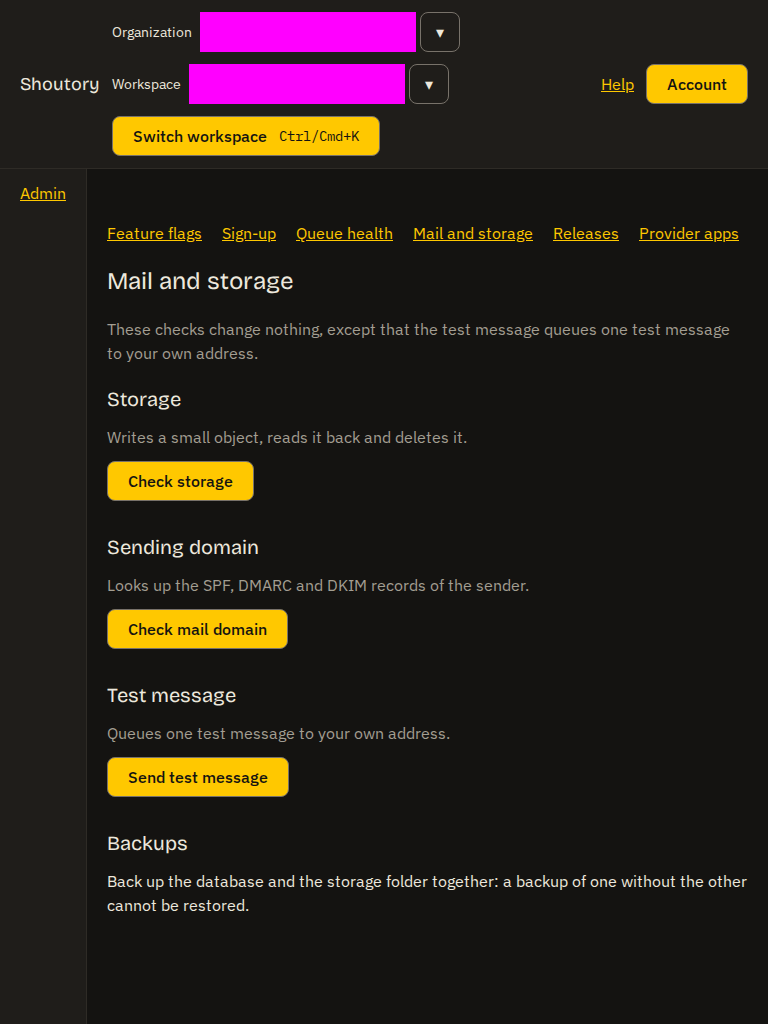 Organization
▼
Shoutory
Workspace
▼
Help
Account
Switch workspace Ctrl/Cmd+K
Admin
Feature flags Sign-up Queue health Mail and storage Releases Provider apps
Mail and storage
These checks change nothing, except that the test message queues one test message
to your own address.
Storage
Writes a small object, reads it back and deletes it.
Check storage
Sending domain
Looks up the SPF, DMARC and DKIM records of the sender.
Check mail domain
Test message
Queues one test message to your own address.
Send test message
Backups
Back up the database and the storage folder together: a backup of one without the other
cannot be restored.